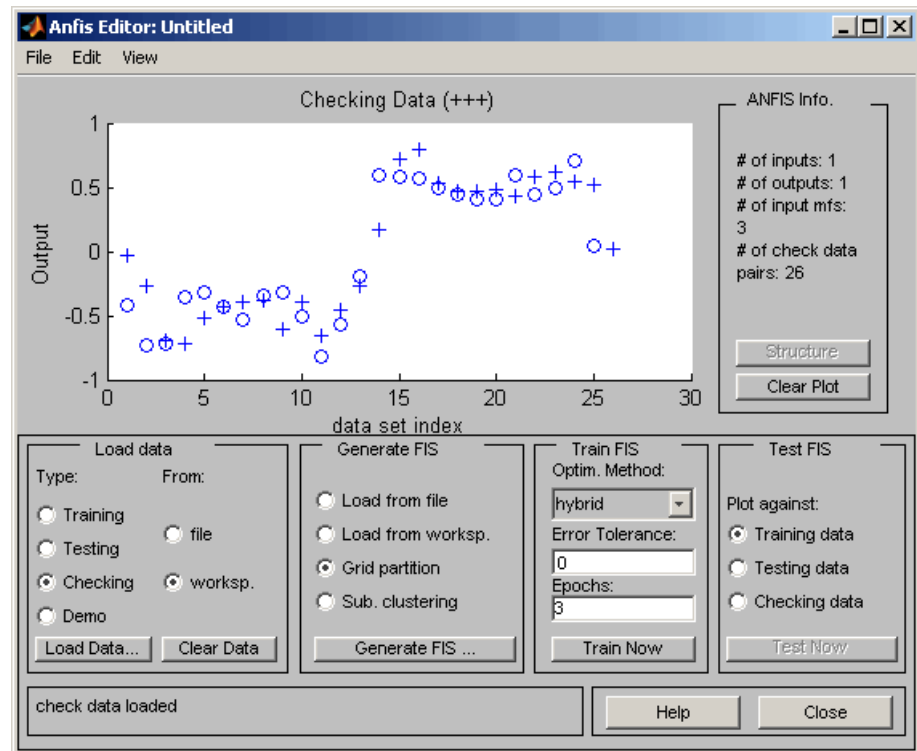 Anfis Editor: Untitled
File Edit View
Checking Data (+++)
1
0.5
0
-0.5
-1
Output
0 5 10 15 20 25 30
data set index
ANFIS Info.
# of inputs: 1
# of outputs: 1
# of input mfs:
3
# of check data
pairs: 26
Structure
Clear Plot
Load data
Type: From:
Training
Testing
Checking
Demo
file
worksp.
Load Data... Clear Data
Generate FIS
Load from file
Load from worksp.
Grid partition
Sub. clustering
Generate FIS ...
Train FIS
Optim. Method:
hybrid
Error Tolerance:
0
Epochs:
3
Train Now
Test FIS
Plot against:
Training data
Testing data
Checking data
Test Now
check data loaded
Help Close